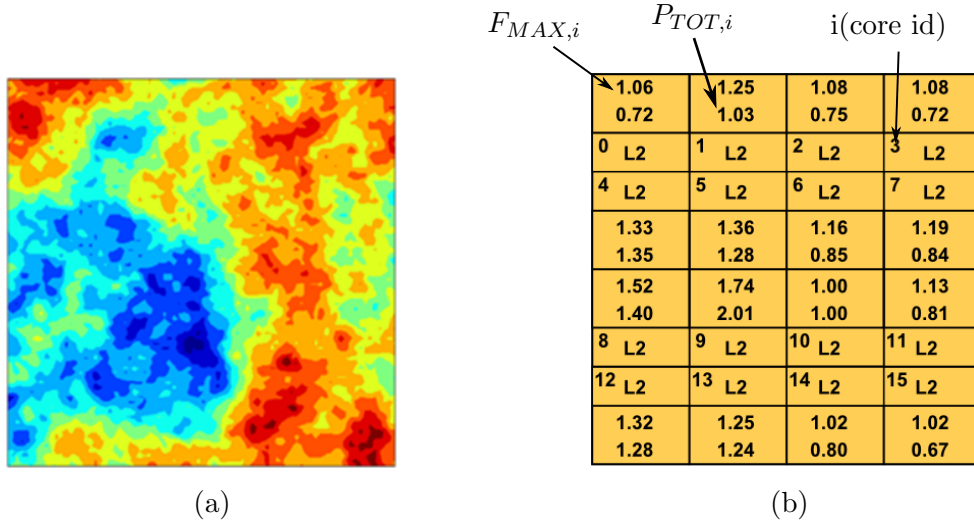 F_{MAX,i} P_{TOT,i} i(core id)
1.06 1.25 1.08 1.08
0.72 1.03 0.75 0.72
0 L2 1 L2 2 L2 3 L2
4 L2 5 L2 6 L2 7 L2
1.33 1.36 1.16 1.19
1.35 1.28 0.85 0.84
1.52 1.74 1.00 1.13
1.40 2.01 1.00 0.81
8 L2 9 L2 10 L2 11 L2
12 L2 13 L2 14 L2 15 L2
1.32 1.25 1.02 1.02
1.28 1.24 0.80 0.67
(a) (b)